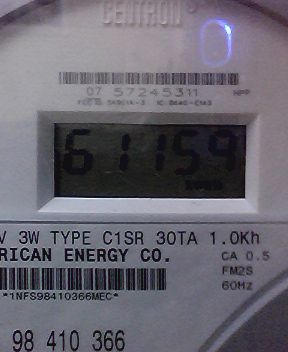 CENTRON
07 57245311 MPP
61159
V 3W TYPE C1SR 30TA 1.0Kh
RICAN ENERGY CO.
CA 0.5
FM2S
60Hz
*1NFS98410366MEC*
98 410 366